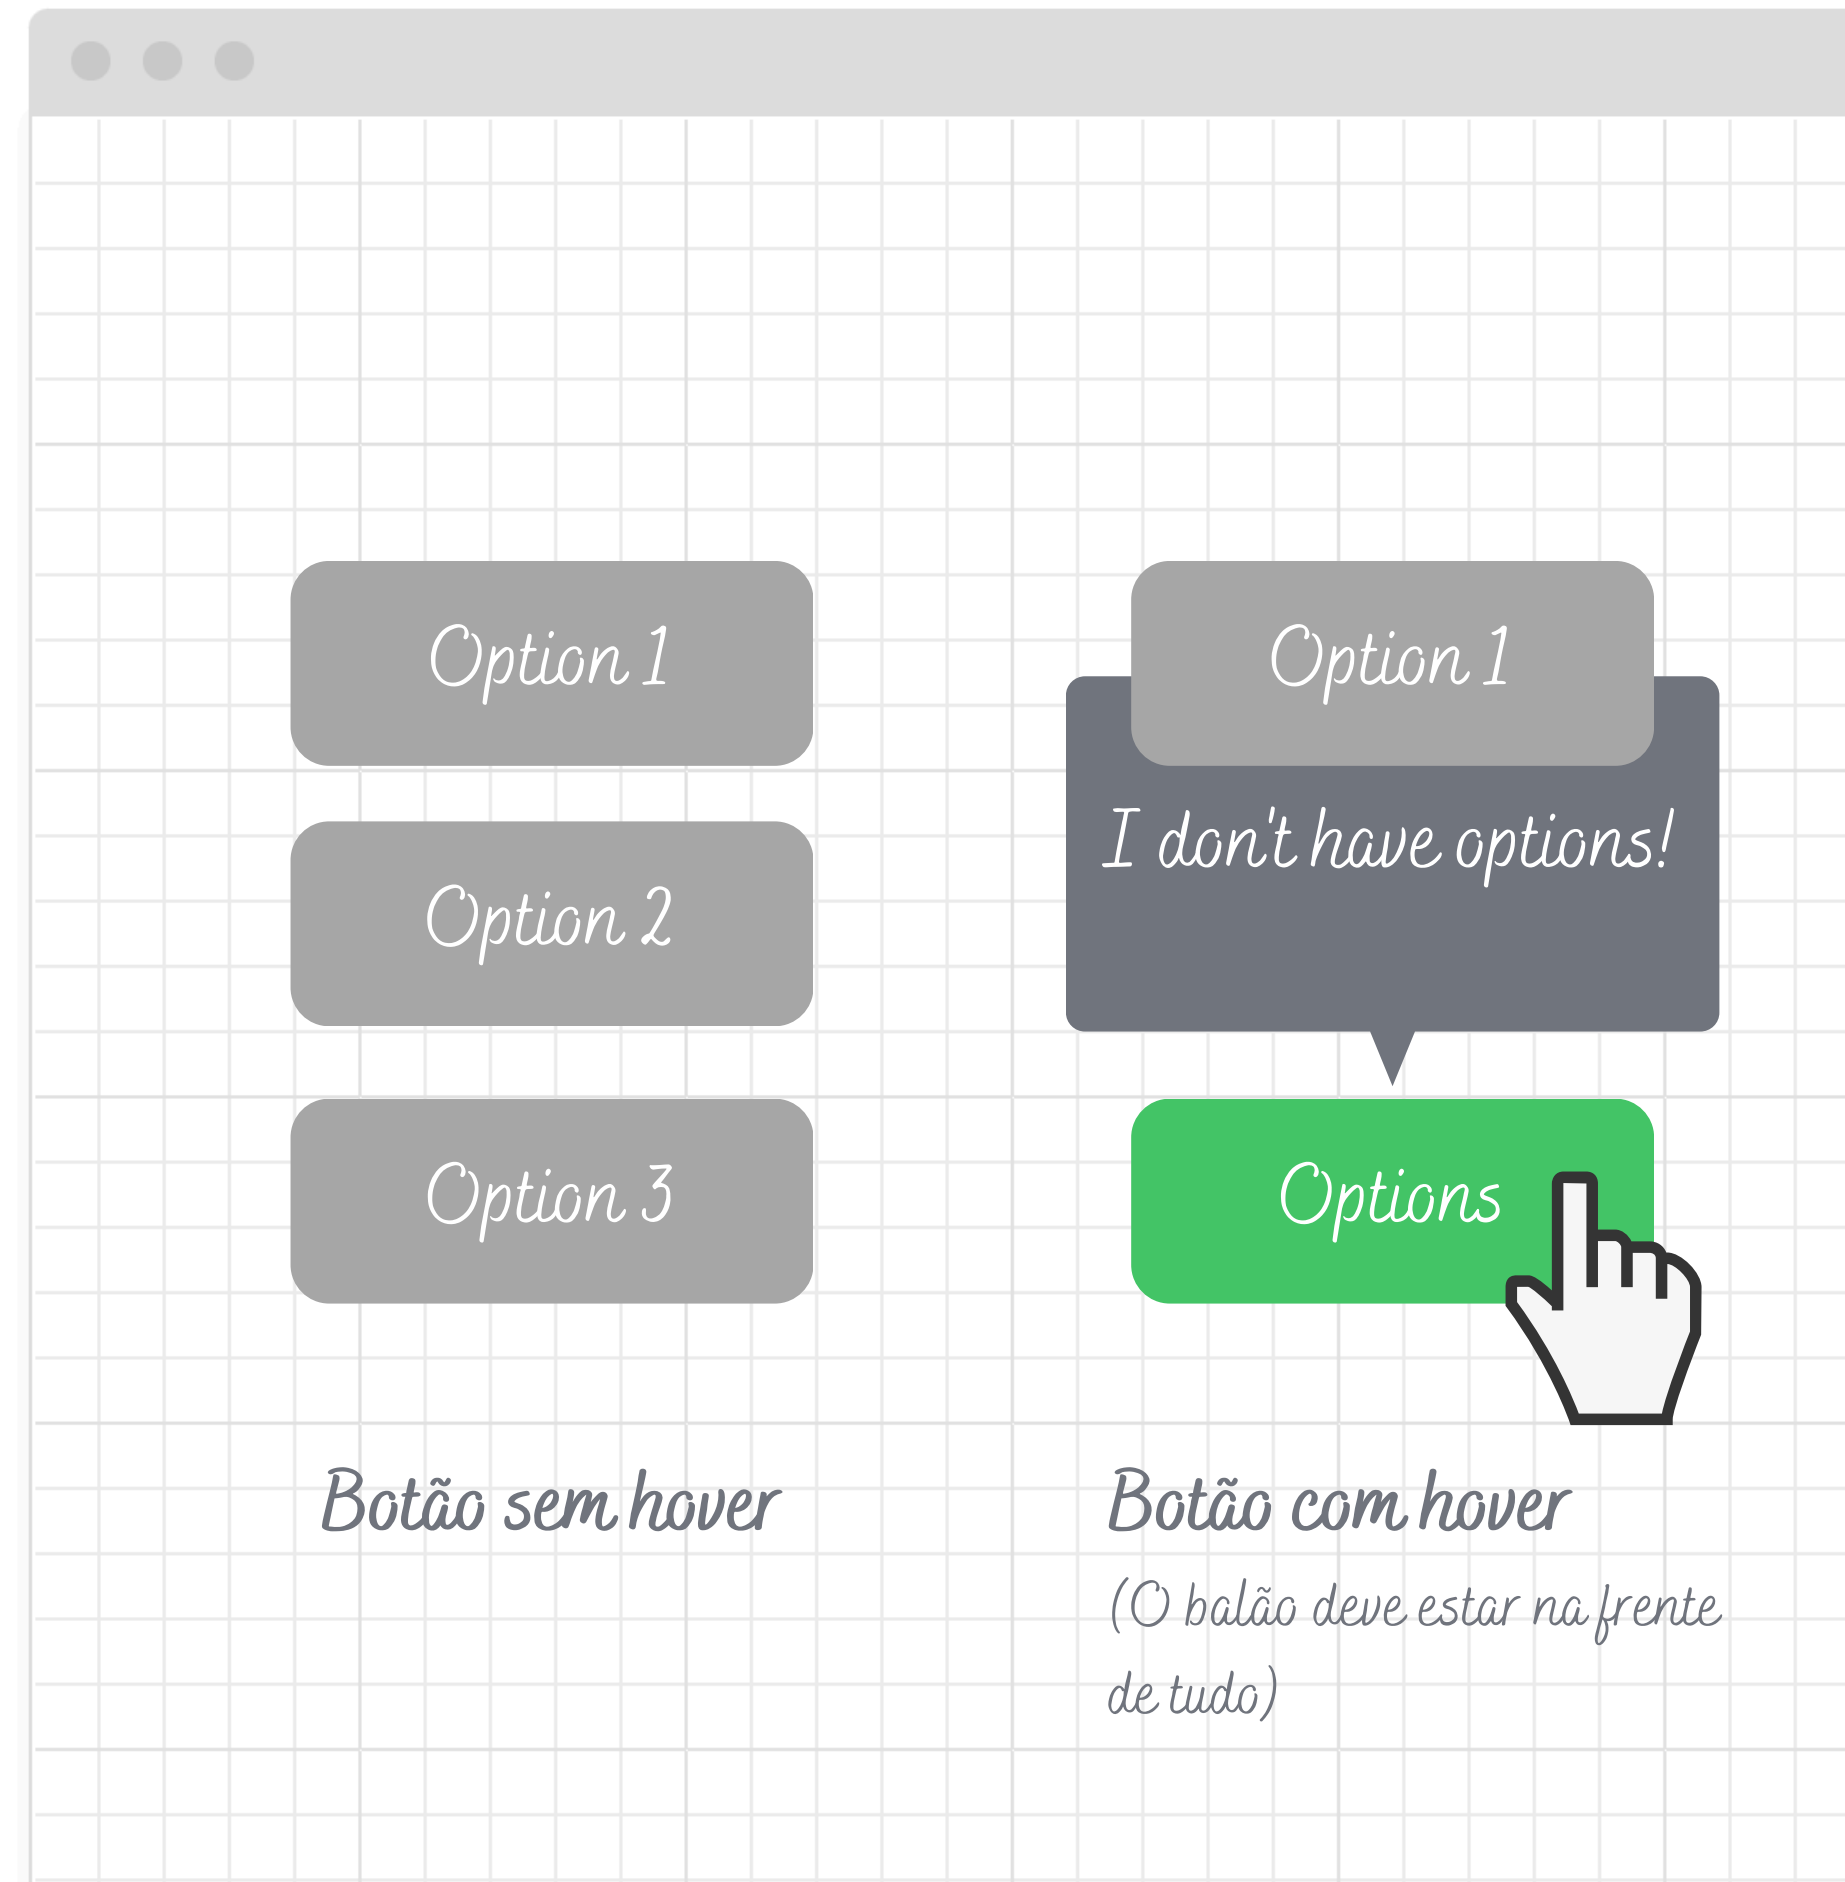 Option 1
Option 2
Option 3
Botão sem hover
Option 1
I don't have options!
Options
Botão com hover
(O balão deve estar na frente
de tudo)